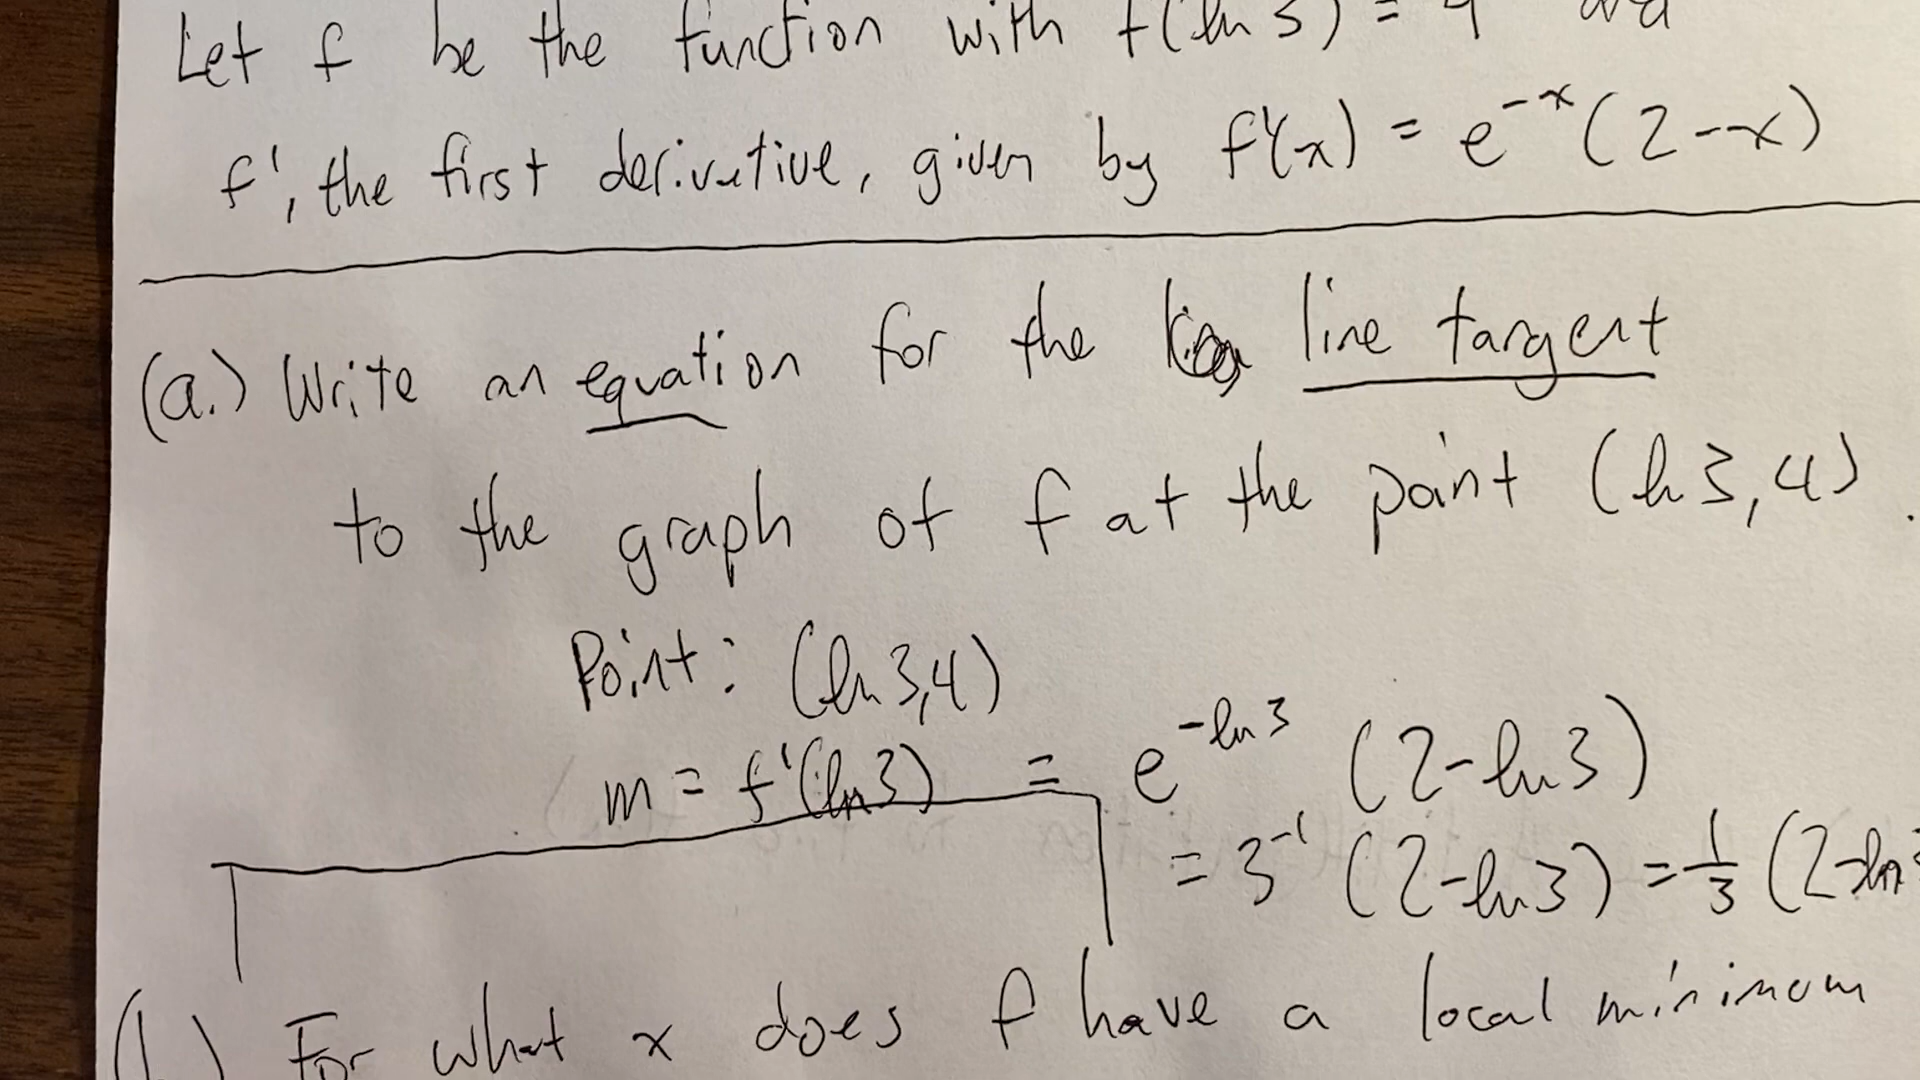 Let f be the function with f(ln 3) = 4 and
f', the first derivative, given by f'(x) = e^{-x}(2-x)
(a.) Write an equation for the line tangent
to the graph of f at the point (ln 3, 4).
Point: (ln 3, 4)
m = f'(ln 3) = e^{-ln 3} (2-ln 3)
= 3^{-1} (2-ln 3) = 1/3 (2-ln 3
(b.) For what x does f have a local minimum